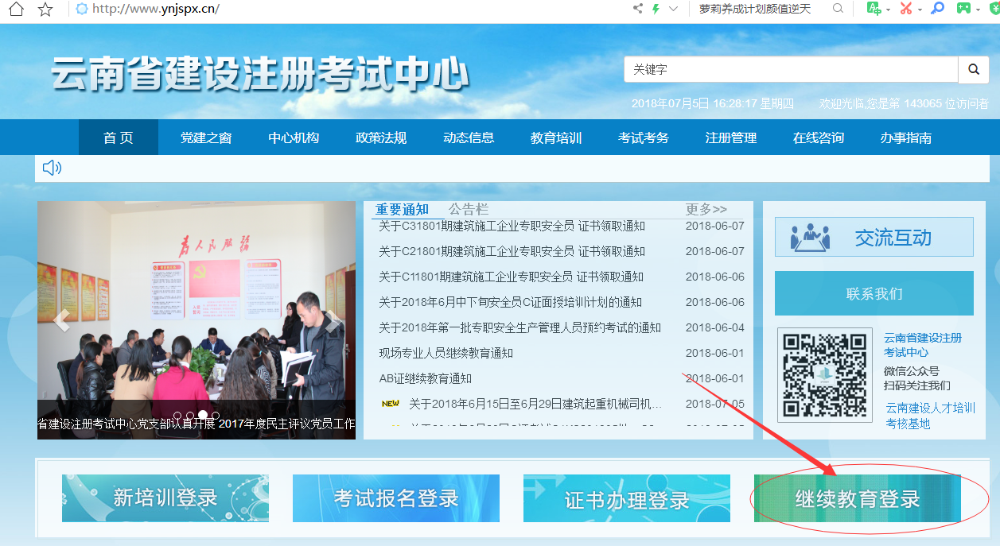 http://www.ynjspx.cn/
萝莉养成计划颜值逆天
云南省建设注册考试中心
关键字
2018年07月5日 16:28:17 星期四 欢迎光临,您是第 143065 位访问者
首 页 党建之窗 中心机构 政策法规 动态信息 教育培训 考试考务 注册管理 在线咨询 办事指南
为人民服务
省建设注册考试中心党支部认真开展 2017年度民主评议党员工作
重要通知 公告栏 更多>>
关于C31801期建筑施工企业专职安全员 证书领取通知 2018-06-07
关于C21801期建筑施工企业专职安全员 证书领取通知 2018-06-07
关于C11801期建筑施工企业专职安全员 证书领取通知 2018-06-06
关于2018年6月中下旬安全员C证面授培训计划的通知 2018-06-06
关于2018年第一批专职安全生产管理人员预约考试的通知 2018-06-04
现场专业人员继续教育通知 2018-06-01
AB证继续教育通知 2018-06-01
NEW 关于2018年6月15日至6月29日建筑起重机械司机... 2018-07-05
交流互动
联系我们
云南省建设注册
考试中心
微信公众号
扫码关注我们
云南建设人才培训
考核基地
新培训登录 考试报名登录 证书办理登录 继续教育登录